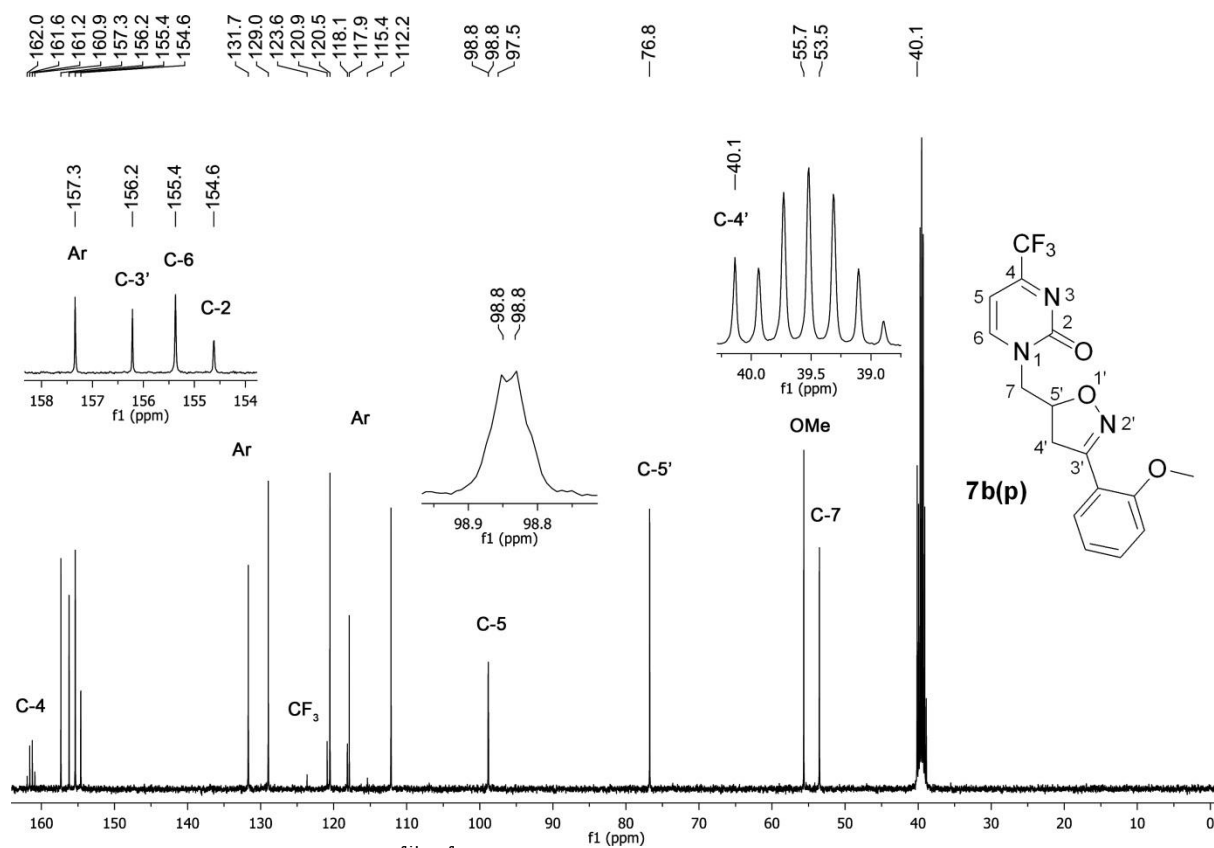 162.0 161.6 161.2 160.9 157.3 156.2 155.4 154.6 131.7 129.0 123.6 120.9 120.5 118.1 117.9 115.4 112.2 98.8 98.8 97.5 76.8 55.7 53.5 40.1
157.3 156.2 155.4 154.6
Ar
C-3'
C-6
C-2
158 157 156 155 154
f1 (ppm)
98.8 98.8
98.9 98.8
f1 (ppm)
40.1
C-4'
40.0 39.5 39.0
f1 (ppm)
CF3
4
5
N 3
6
2
N
1
O
7
5'
O 1'
N 2'
4'
3'
O
7b(p)
C-4
Ar
CF3
Ar
C-5
C-5'
OMe
C-7
160 150 140 130 120 110 100 90 80 70 60 50 40 30 20 10 0
f1 (ppm)